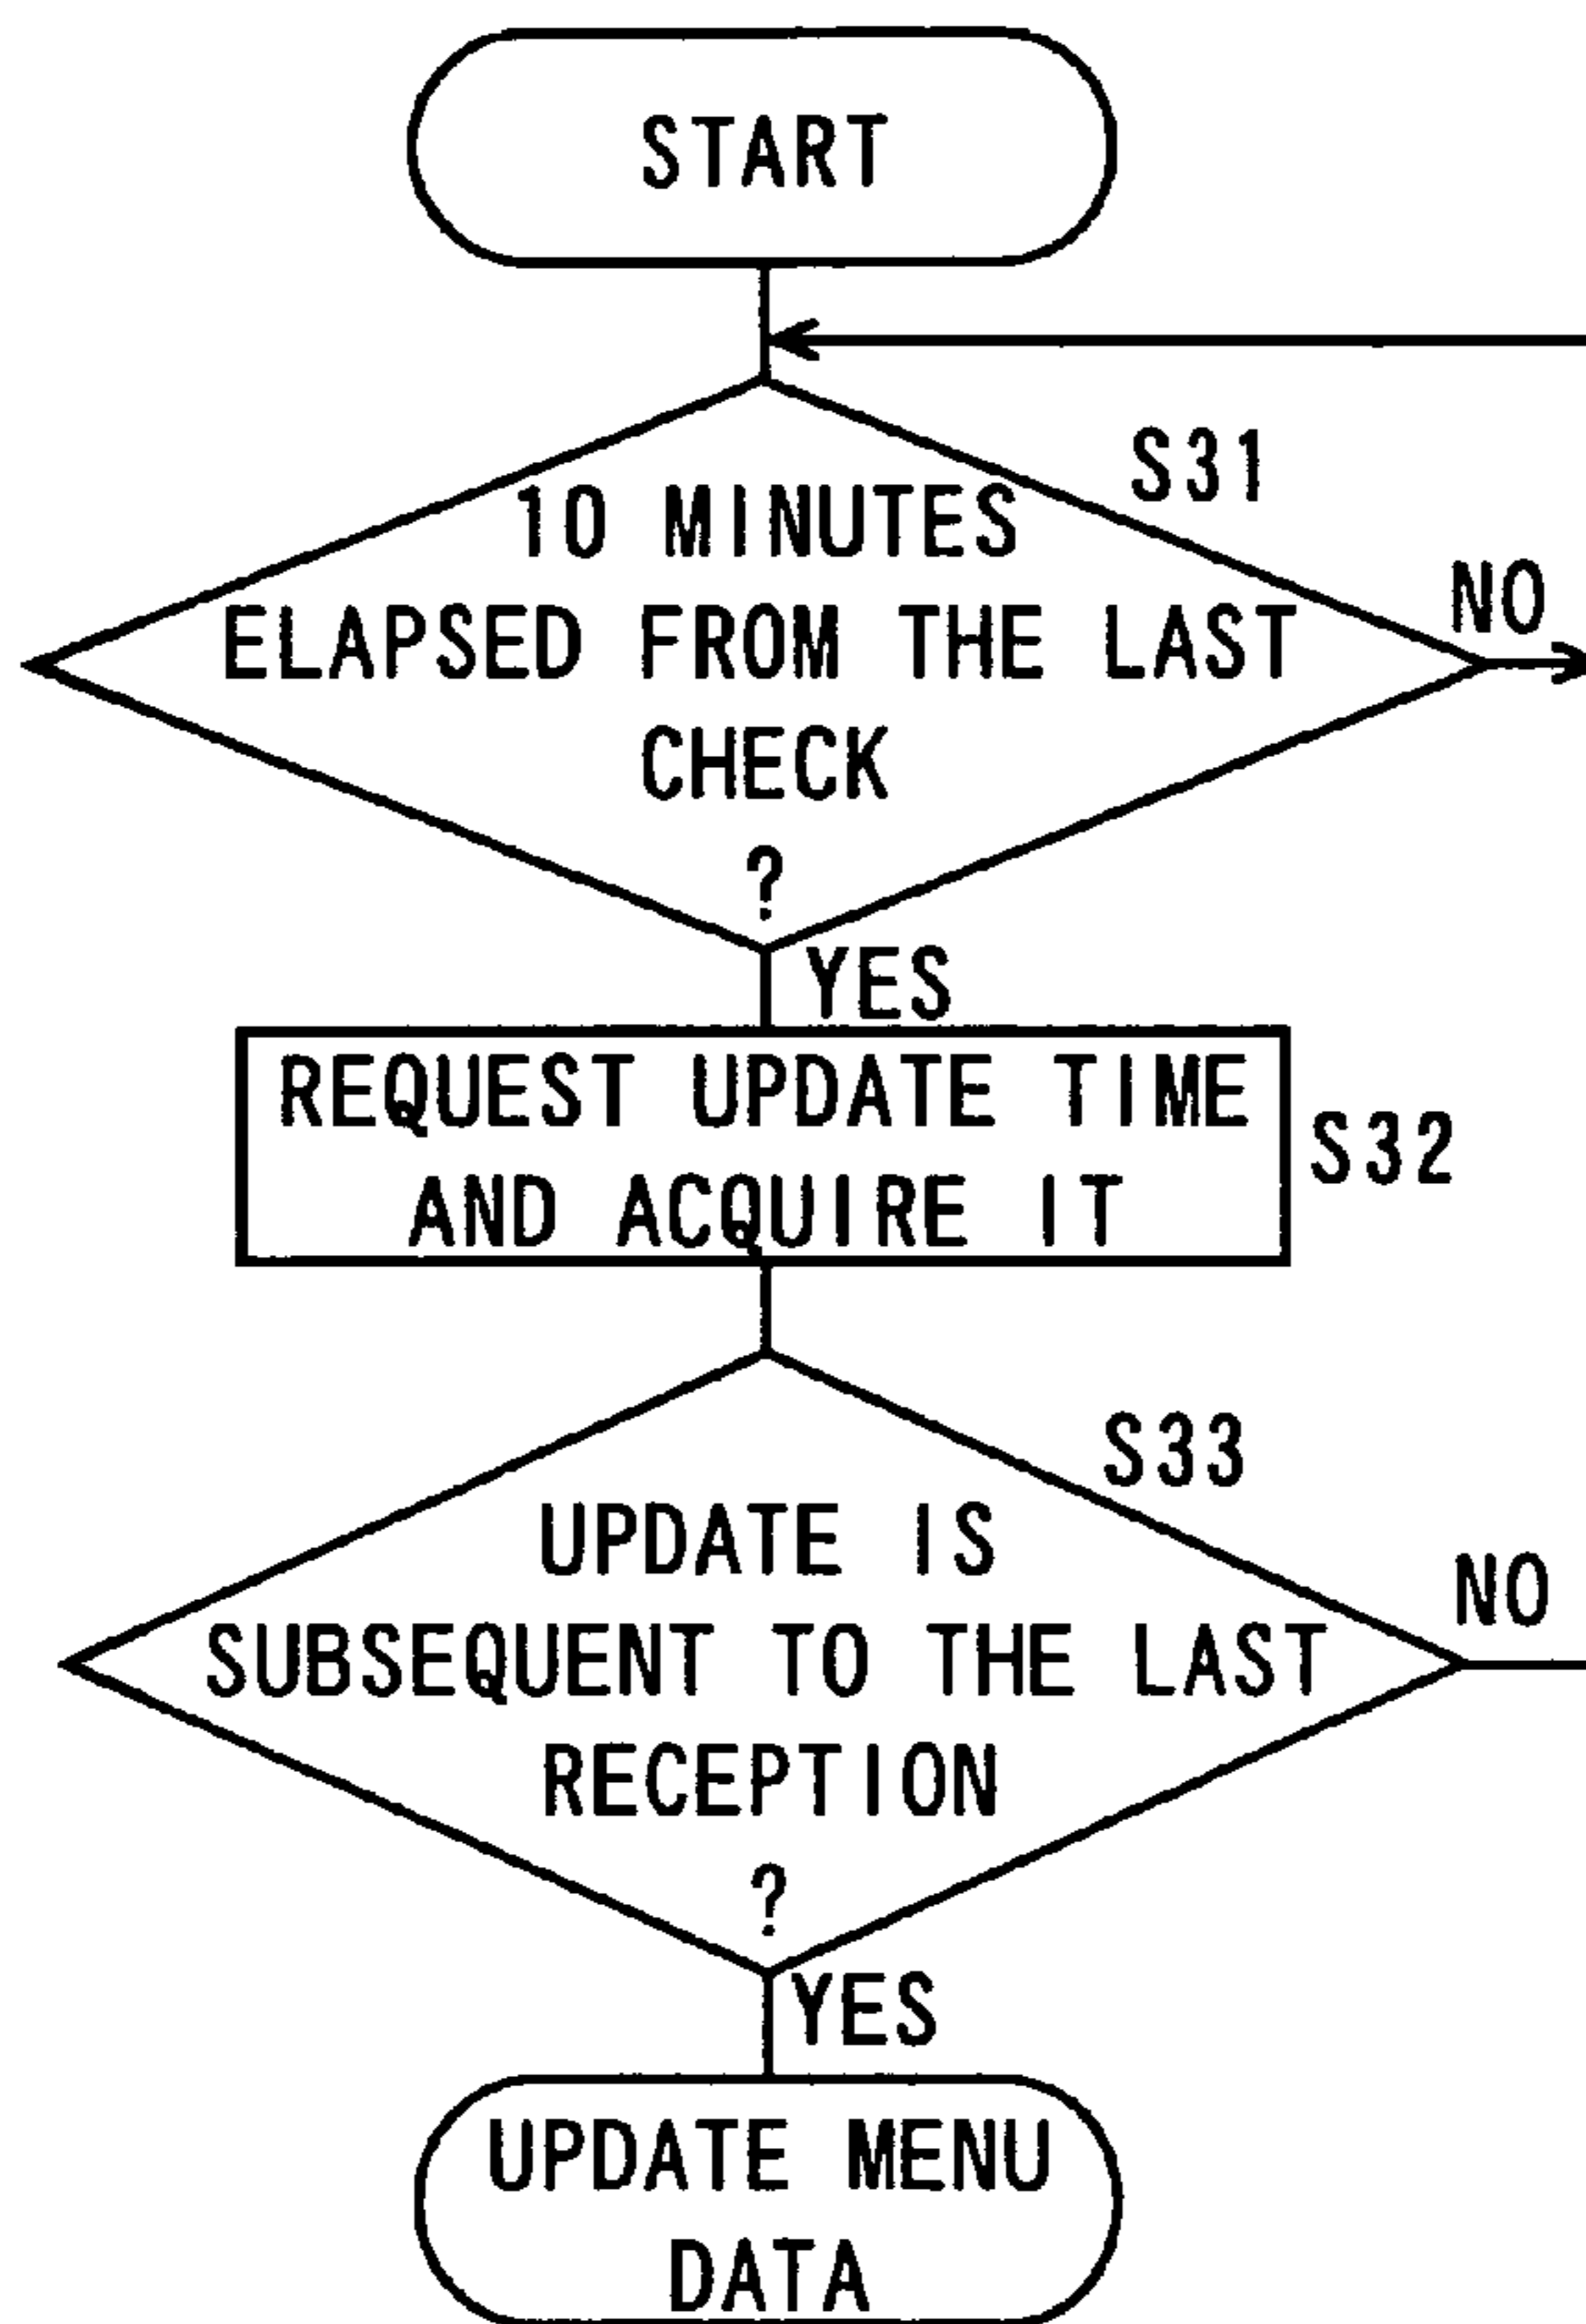 START
S31
10 MINUTES
ELAPSED FROM THE LAST
CHECK
?
NO
YES
REQUEST UPDATE TIME
AND ACQUIRE IT
S32
S33
UPDATE IS
SUBSEQUENT TO THE LAST
RECEPTION
?
NO
YES
UPDATE MENU
DATA